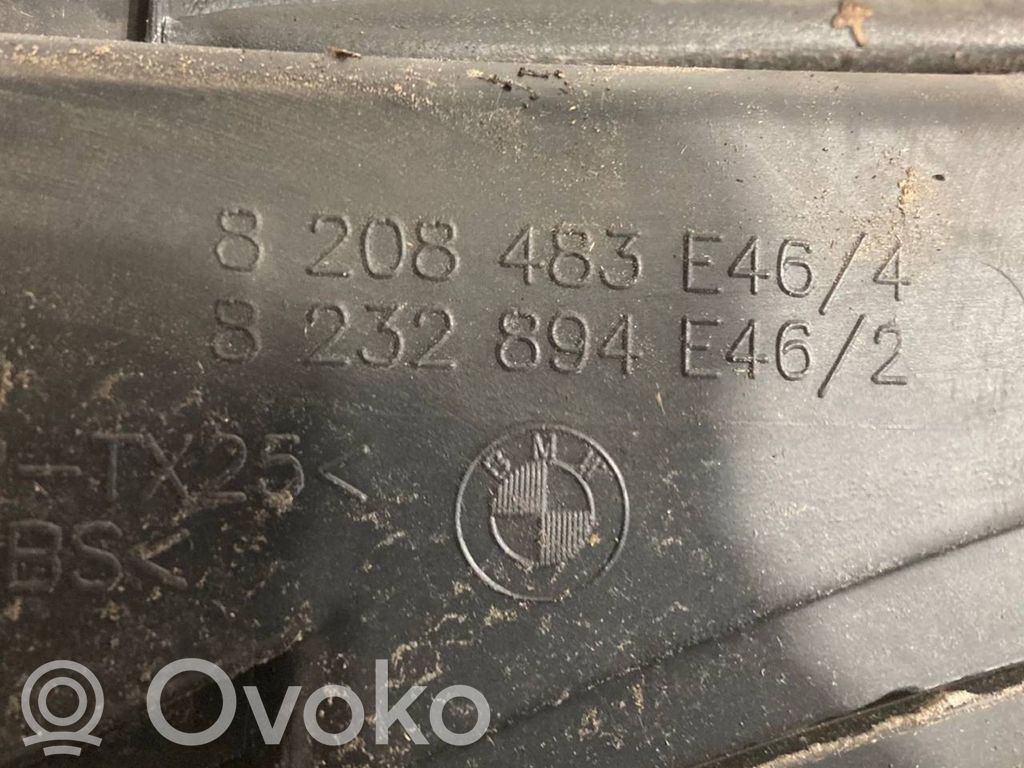 8 208 483 E46/4
8 232 894 E46/2
-TX25<
BS<
BMW
Ovoko